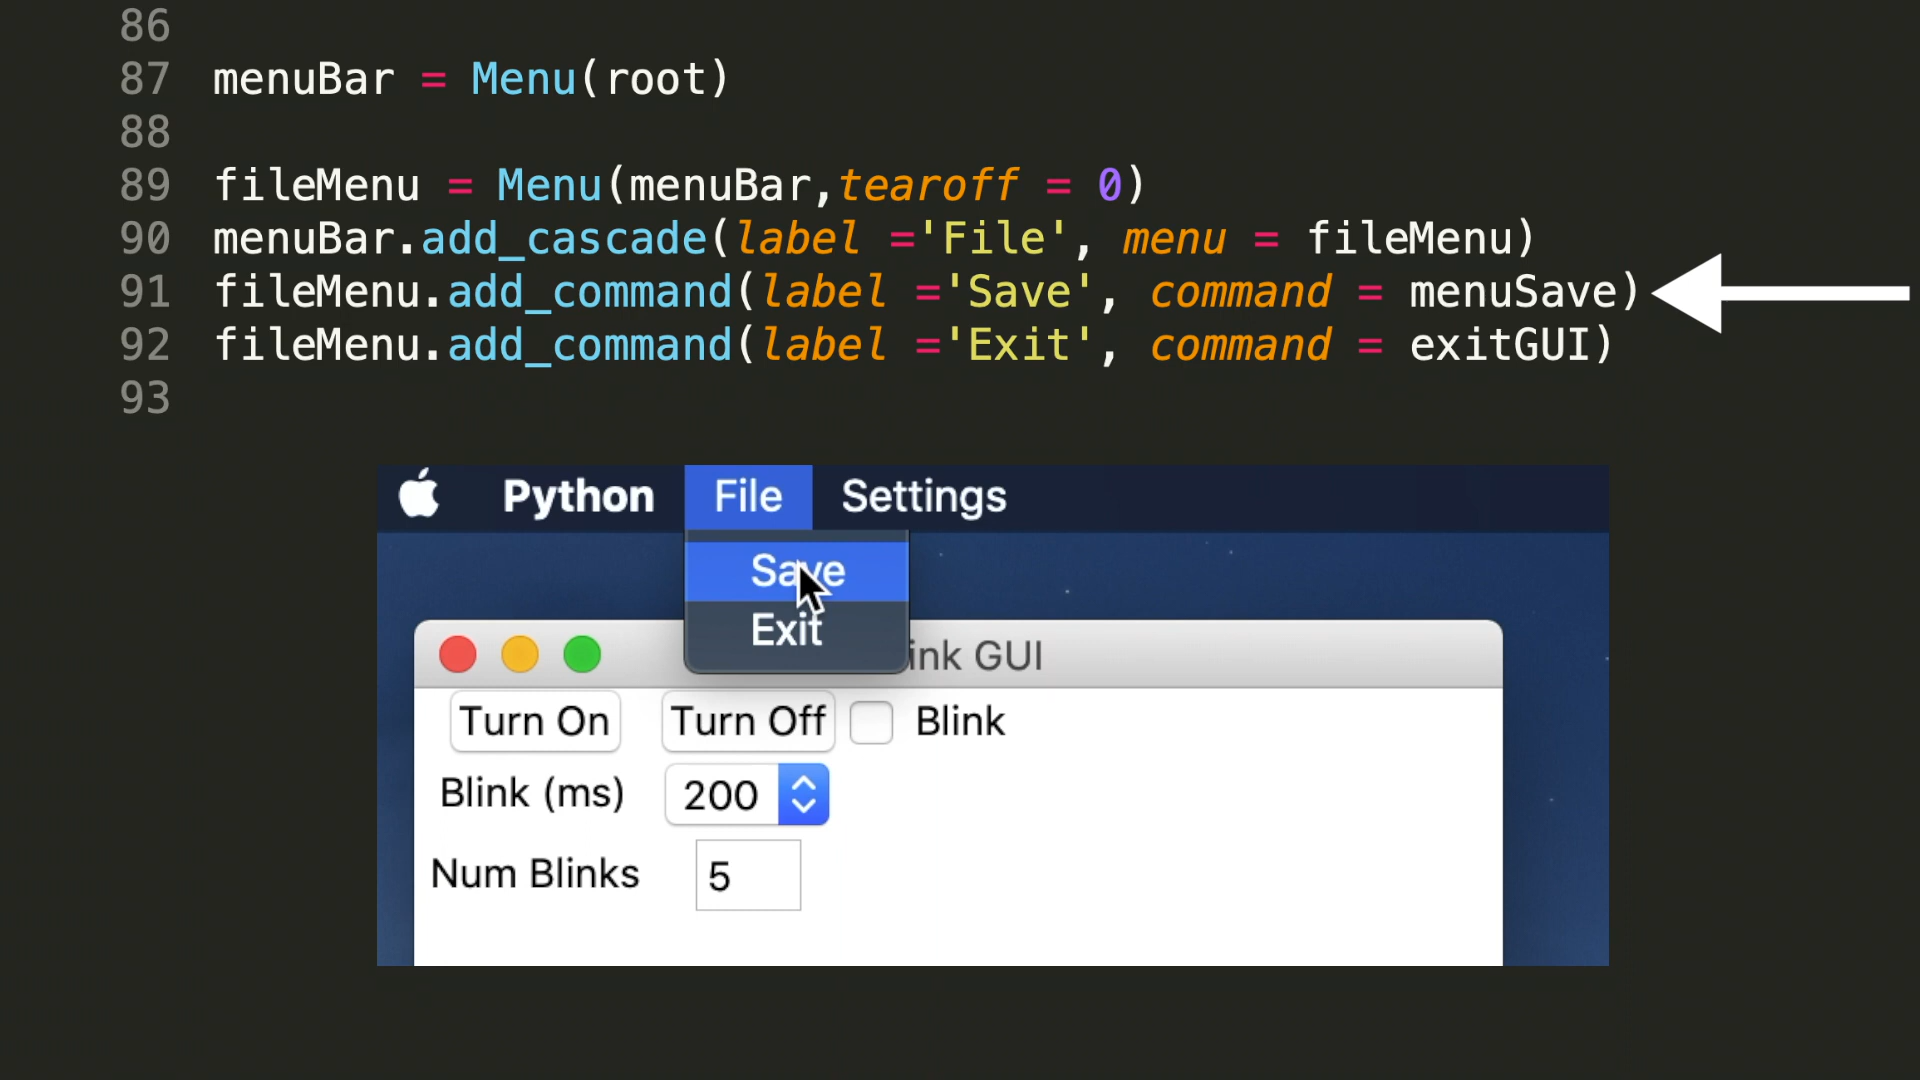 86
87 menuBar = Menu(root)
88
89 fileMenu = Menu(menuBar,tearoff = 0)
90 menuBar.add_cascade(label ='File', menu = fileMenu)
91 fileMenu.add_command(label ='Save', command = menuSave)
92 fileMenu.add_command(label ='Exit', command = exitGUI)
93
Python File Settings
Save
Exit
ink GUI
Turn On Turn Off Blink
Blink (ms) 200
Num Blinks 5